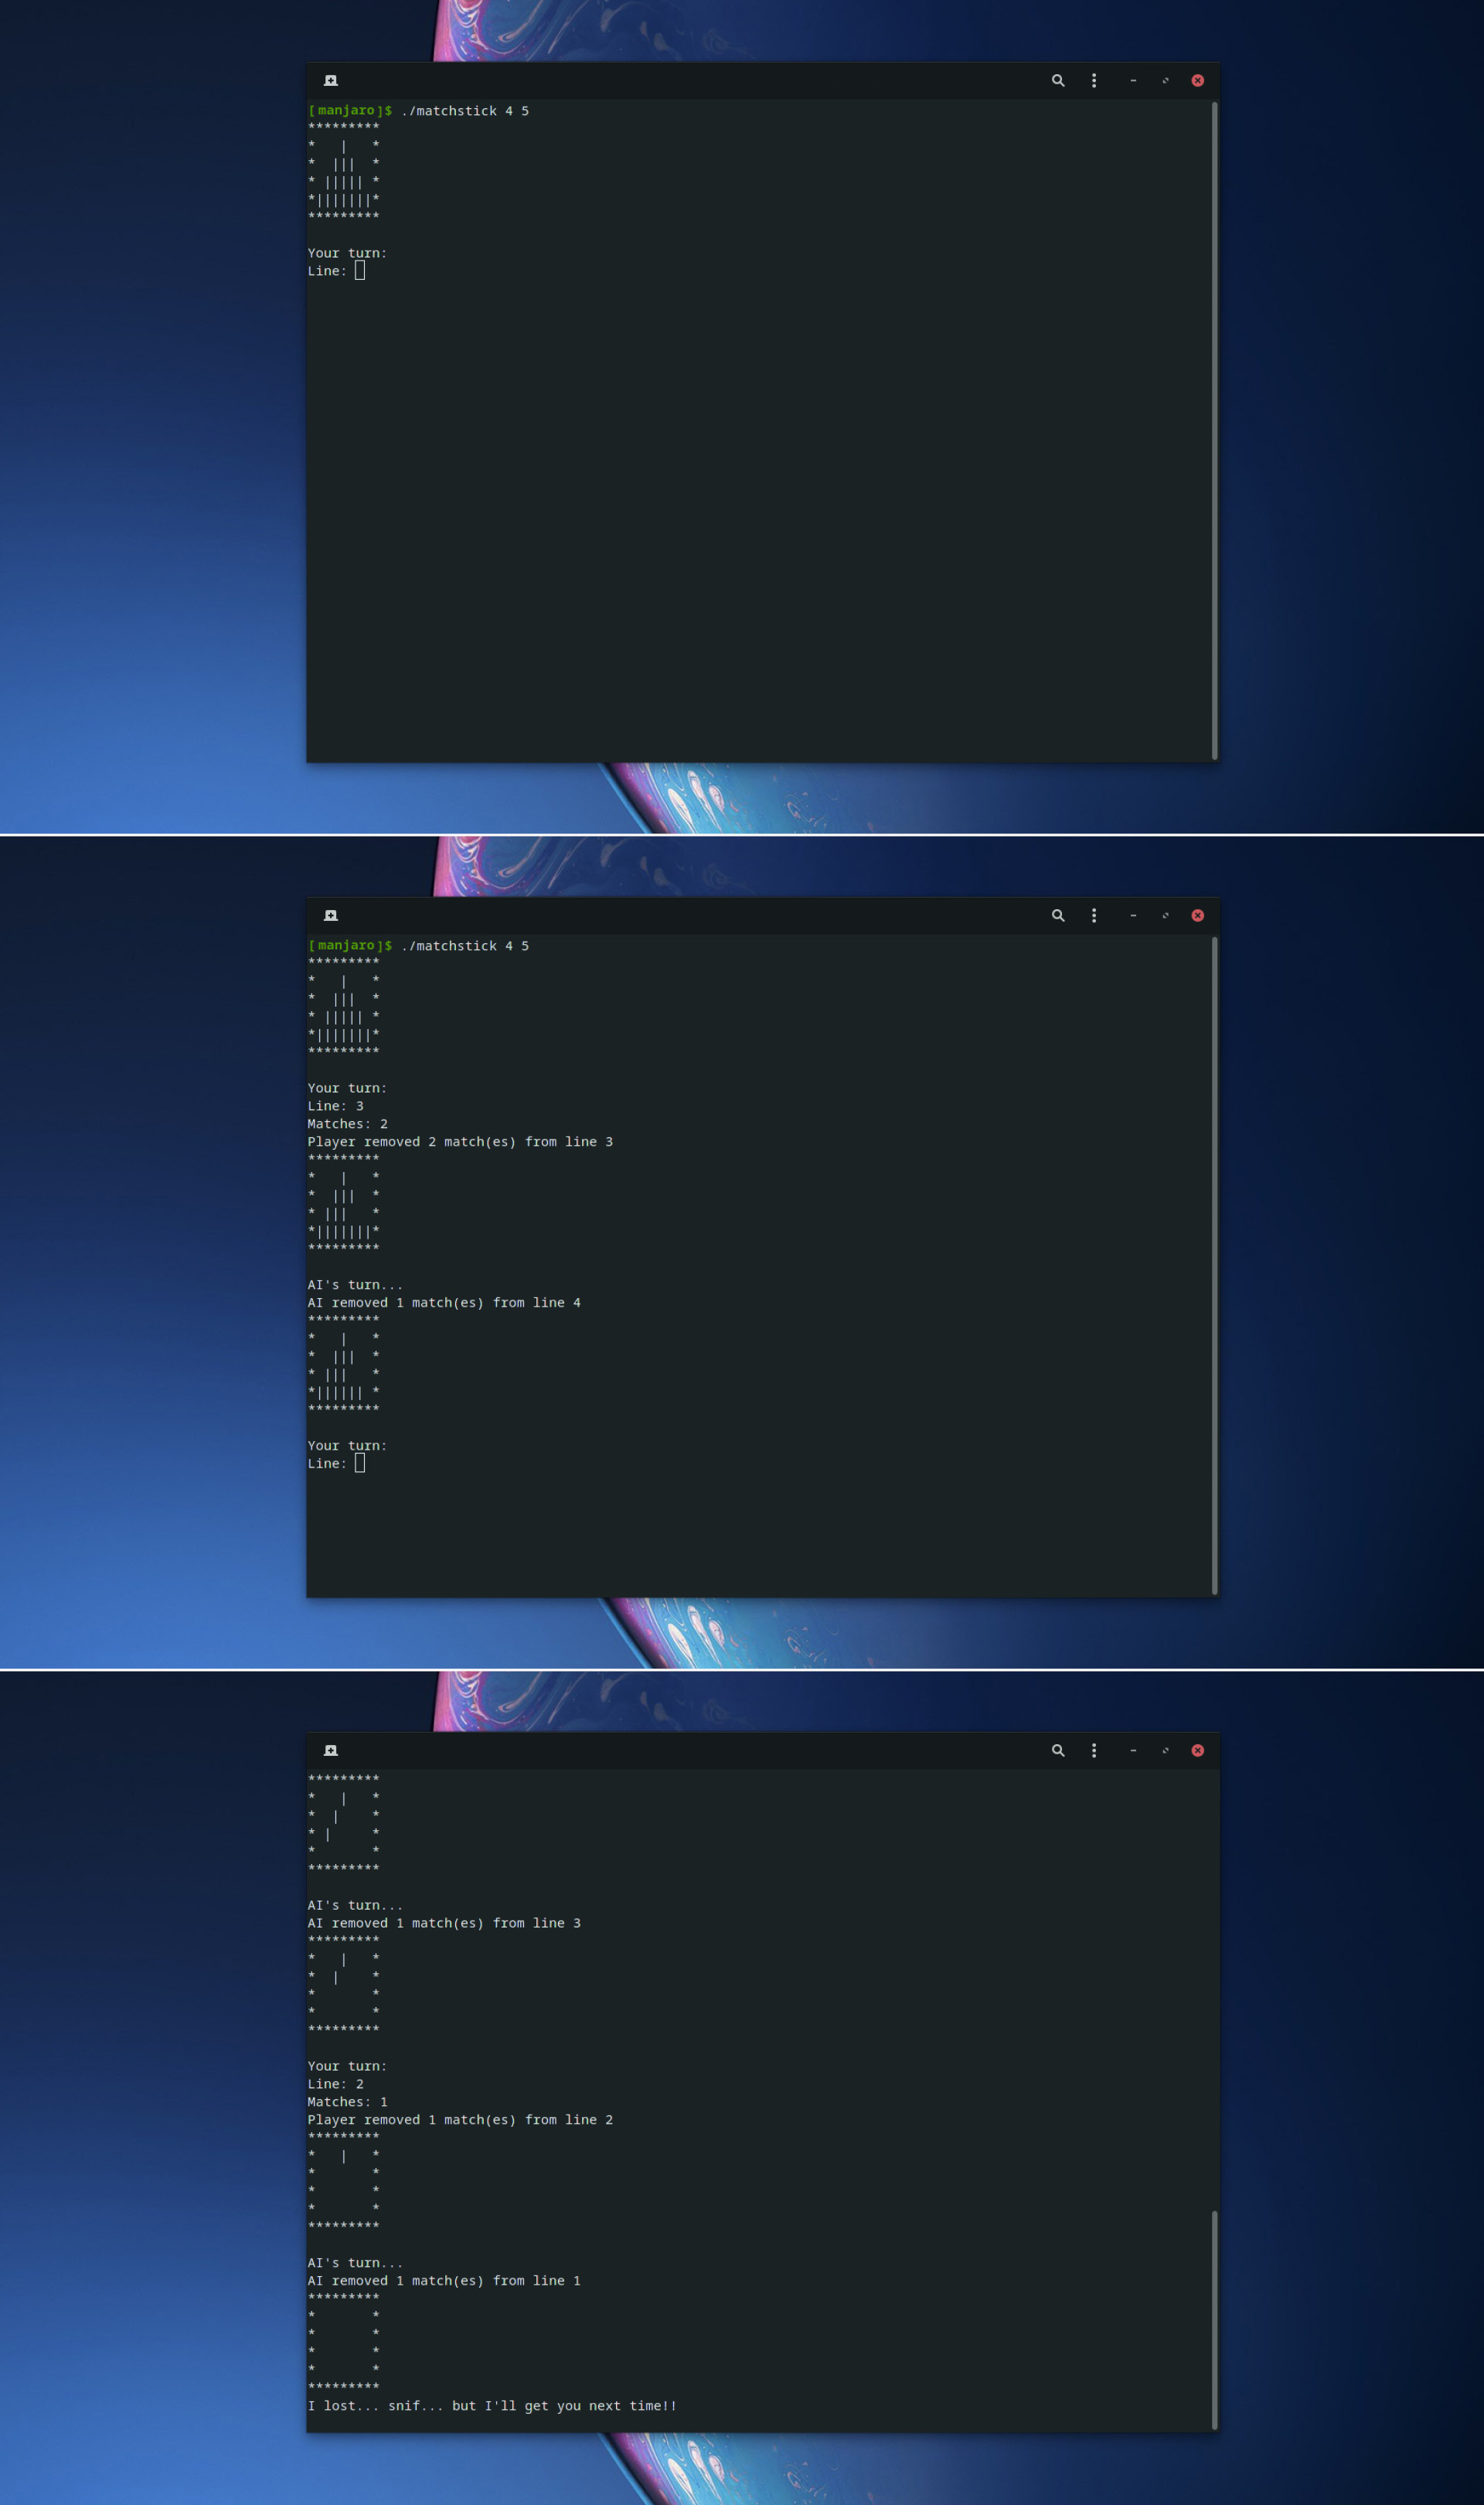 [manjaro]$ ./matchstick 4 5
*********
*   |   *
*  |||  *
* ||||| *
*|||||||*
*********

Your turn:
Line:
[manjaro]$ ./matchstick 4 5
*********
*   |   *
*  |||  *
* ||||| *
*|||||||*
*********

Your turn:
Line: 3
Matches: 2
Player removed 2 match(es) from line 3
*********
*   |   *
*  |||  *
* |||   *
*|||||||*
*********

AI's turn...
AI removed 1 match(es) from line 4
*********
*   |   *
*  |||  *
* |||   *
*|||||| *
*********

Your turn:
Line:
*********
*   |   *
*  |    *
* |     *
*       *
*********

AI's turn...
AI removed 1 match(es) from line 3
*********
*   |   *
*  |    *
*       *
*       *
*********

Your turn:
Line: 2
Matches: 1
Player removed 1 match(es) from line 2
*********
*   |   *
*       *
*       *
*       *
*********

AI's turn...
AI removed 1 match(es) from line 1
*********
*       *
*       *
*       *
*       *
*********
I lost... snif... but I'll get you next time!!